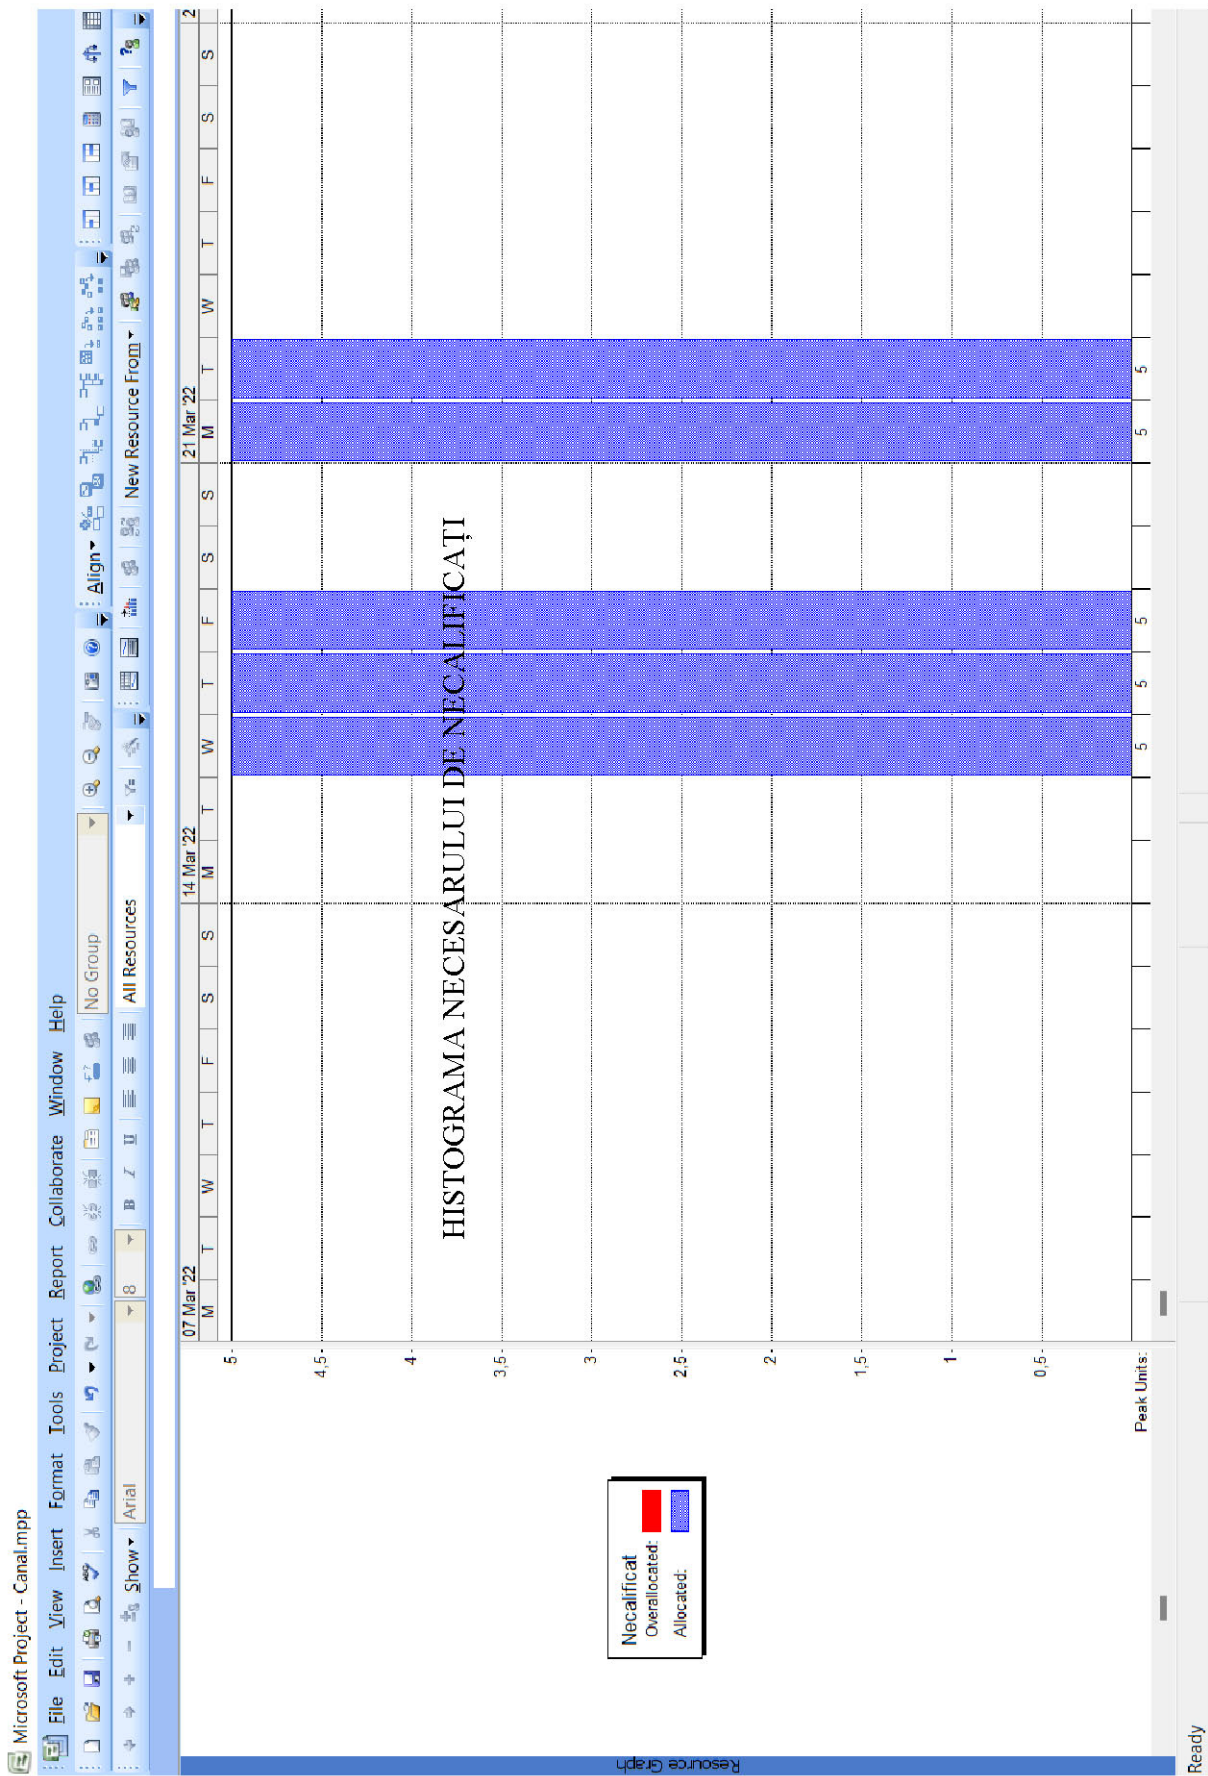 Microsoft Project - Canal.mpp
File Edit View Insert Format Tools Project Report Collaborate Window Help
No Group
Align
Show
Arial
8
B I U
All Resources
New Resource From
07 Mar '22 14 Mar '22 21 Mar '22 2
M T W T F S S M T W T F S S M T W T F S S
5
4,5
4
HISTOGRAMA NECESARULUI DE NECALIFICAȚI
3,5
3
Necalificat
Overallocated:
Allocated:
2,5
2
1,5
1
0,5
Peak Units: 5 5 5 5 5
Resource Graph
Ready